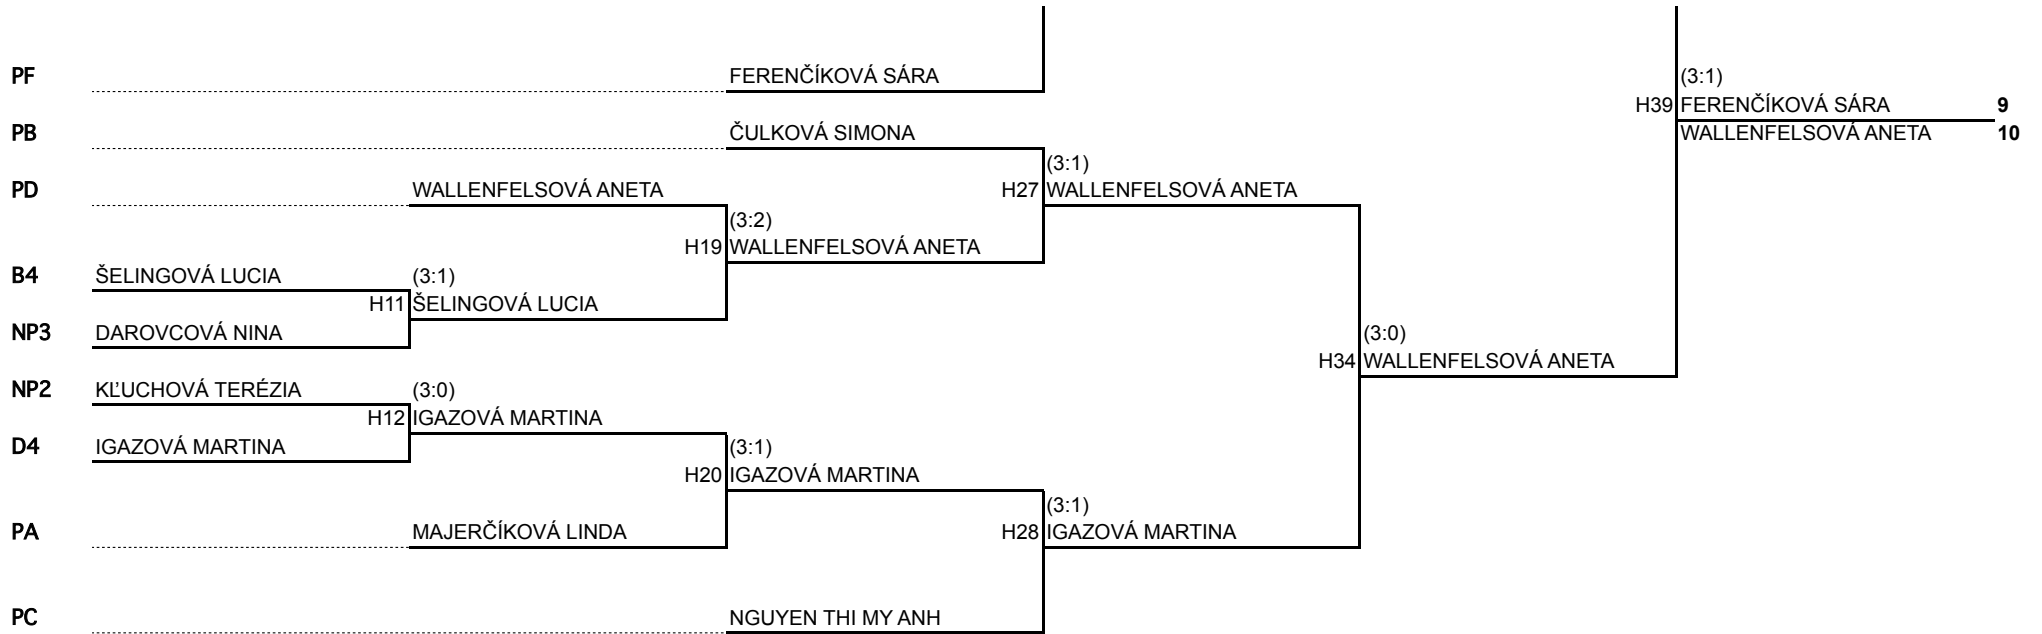 PF FERENČÍKOVÁ SÁRA (3:1)
H39 FERENČÍKOVÁ SÁRA 9
PB ČULKOVÁ SIMONA WALLENFELSOVÁ ANETA 10
(3:1)
PD WALLENFELSOVÁ ANETA H27 WALLENFELSOVÁ ANETA
(3:2)
H19 WALLENFELSOVÁ ANETA
B4 ŠELINGOVÁ LUCIA (3:1)
H11 ŠELINGOVÁ LUCIA
NP3 DAROVCOVÁ NINA (3:0)
H34 WALLENFELSOVÁ ANETA
NP2 KĽUCHOVÁ TERÉZIA (3:0)
H12 IGAZOVÁ MARTINA
D4 IGAZOVÁ MARTINA (3:1)
H20 IGAZOVÁ MARTINA
(3:1)
PA MAJERČÍKOVÁ LINDA H28 IGAZOVÁ MARTINA
PC NGUYEN THI MY ANH